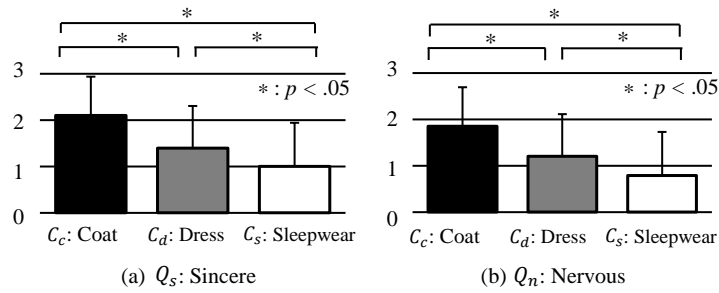 *
* *
3
2
1
0
* : p < .05
C_c: Coat C_d: Dress C_s: Sleepwear
(a) Q_s: Sincere
*
* *
3
2
1
0
* : p < .05
C_c: Coat C_d: Dress C_s: Sleepwear
(b) Q_n: Nervous